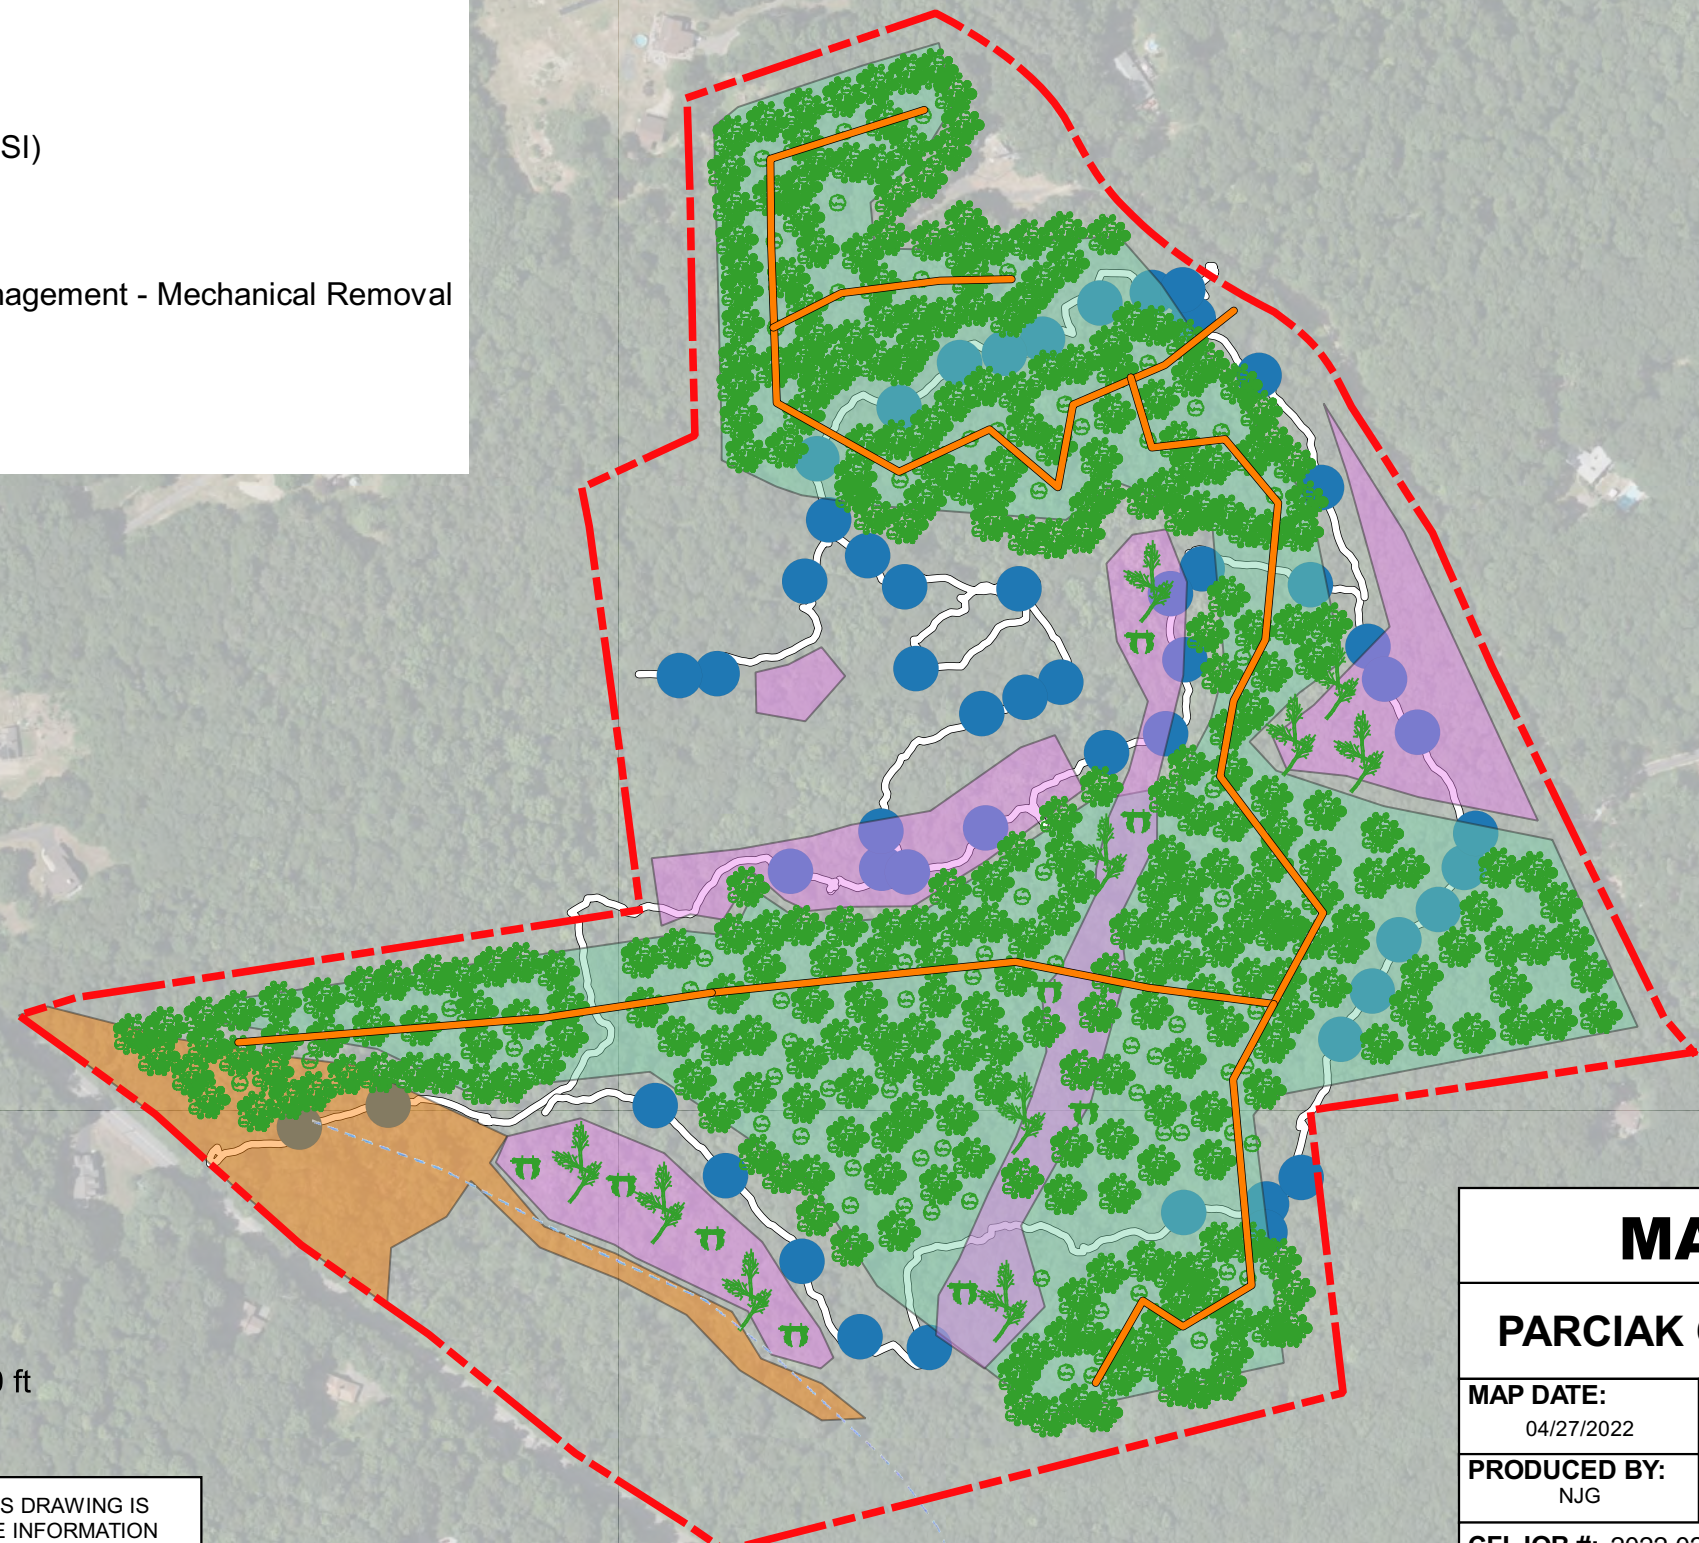 SI)
nagement - Mechanical Removal
ft
S DRAWING IS
E INFORMATION
MA
PARCIAK
MAP DATE:
04/27/2022
PRODUCED BY:
NJG